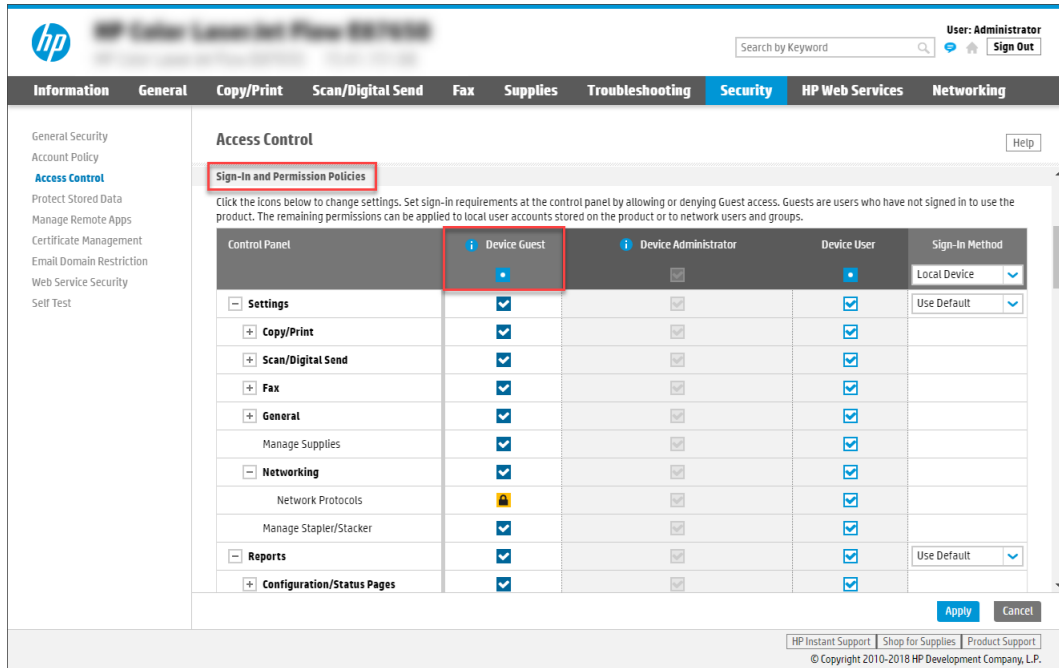 hp
User: Administrator
Search by Keyword
Sign Out
Information General Copy/Print Scan/Digital Send Fax Supplies Troubleshooting Security HP Web Services Networking
General Security
Account Policy
Access Control
Protect Stored Data
Manage Remote Apps
Certificate Management
Email Domain Restriction
Web Service Security
Self Test
Access Control
Help
Sign-In and Permission Policies
Click the icons below to change settings. Set sign-in requirements at the control panel by allowing or denying Guest access. Guests are users who have not signed in to use the
product. The remaining permissions can be applied to local user accounts stored on the product or to network users and groups.
Control Panel Device Guest Device Administrator Device User Sign-In Method
Local Device
Settings Use Default
Copy/Print
Scan/Digital Send
Fax
General
Manage Supplies
Networking
Network Protocols
Manage Stapler/Stacker
Reports Use Default
Configuration/Status Pages
Apply Cancel
HP Instant Support Shop for Supplies Product Support
© Copyright 2010-2018 HP Development Company, L.P.